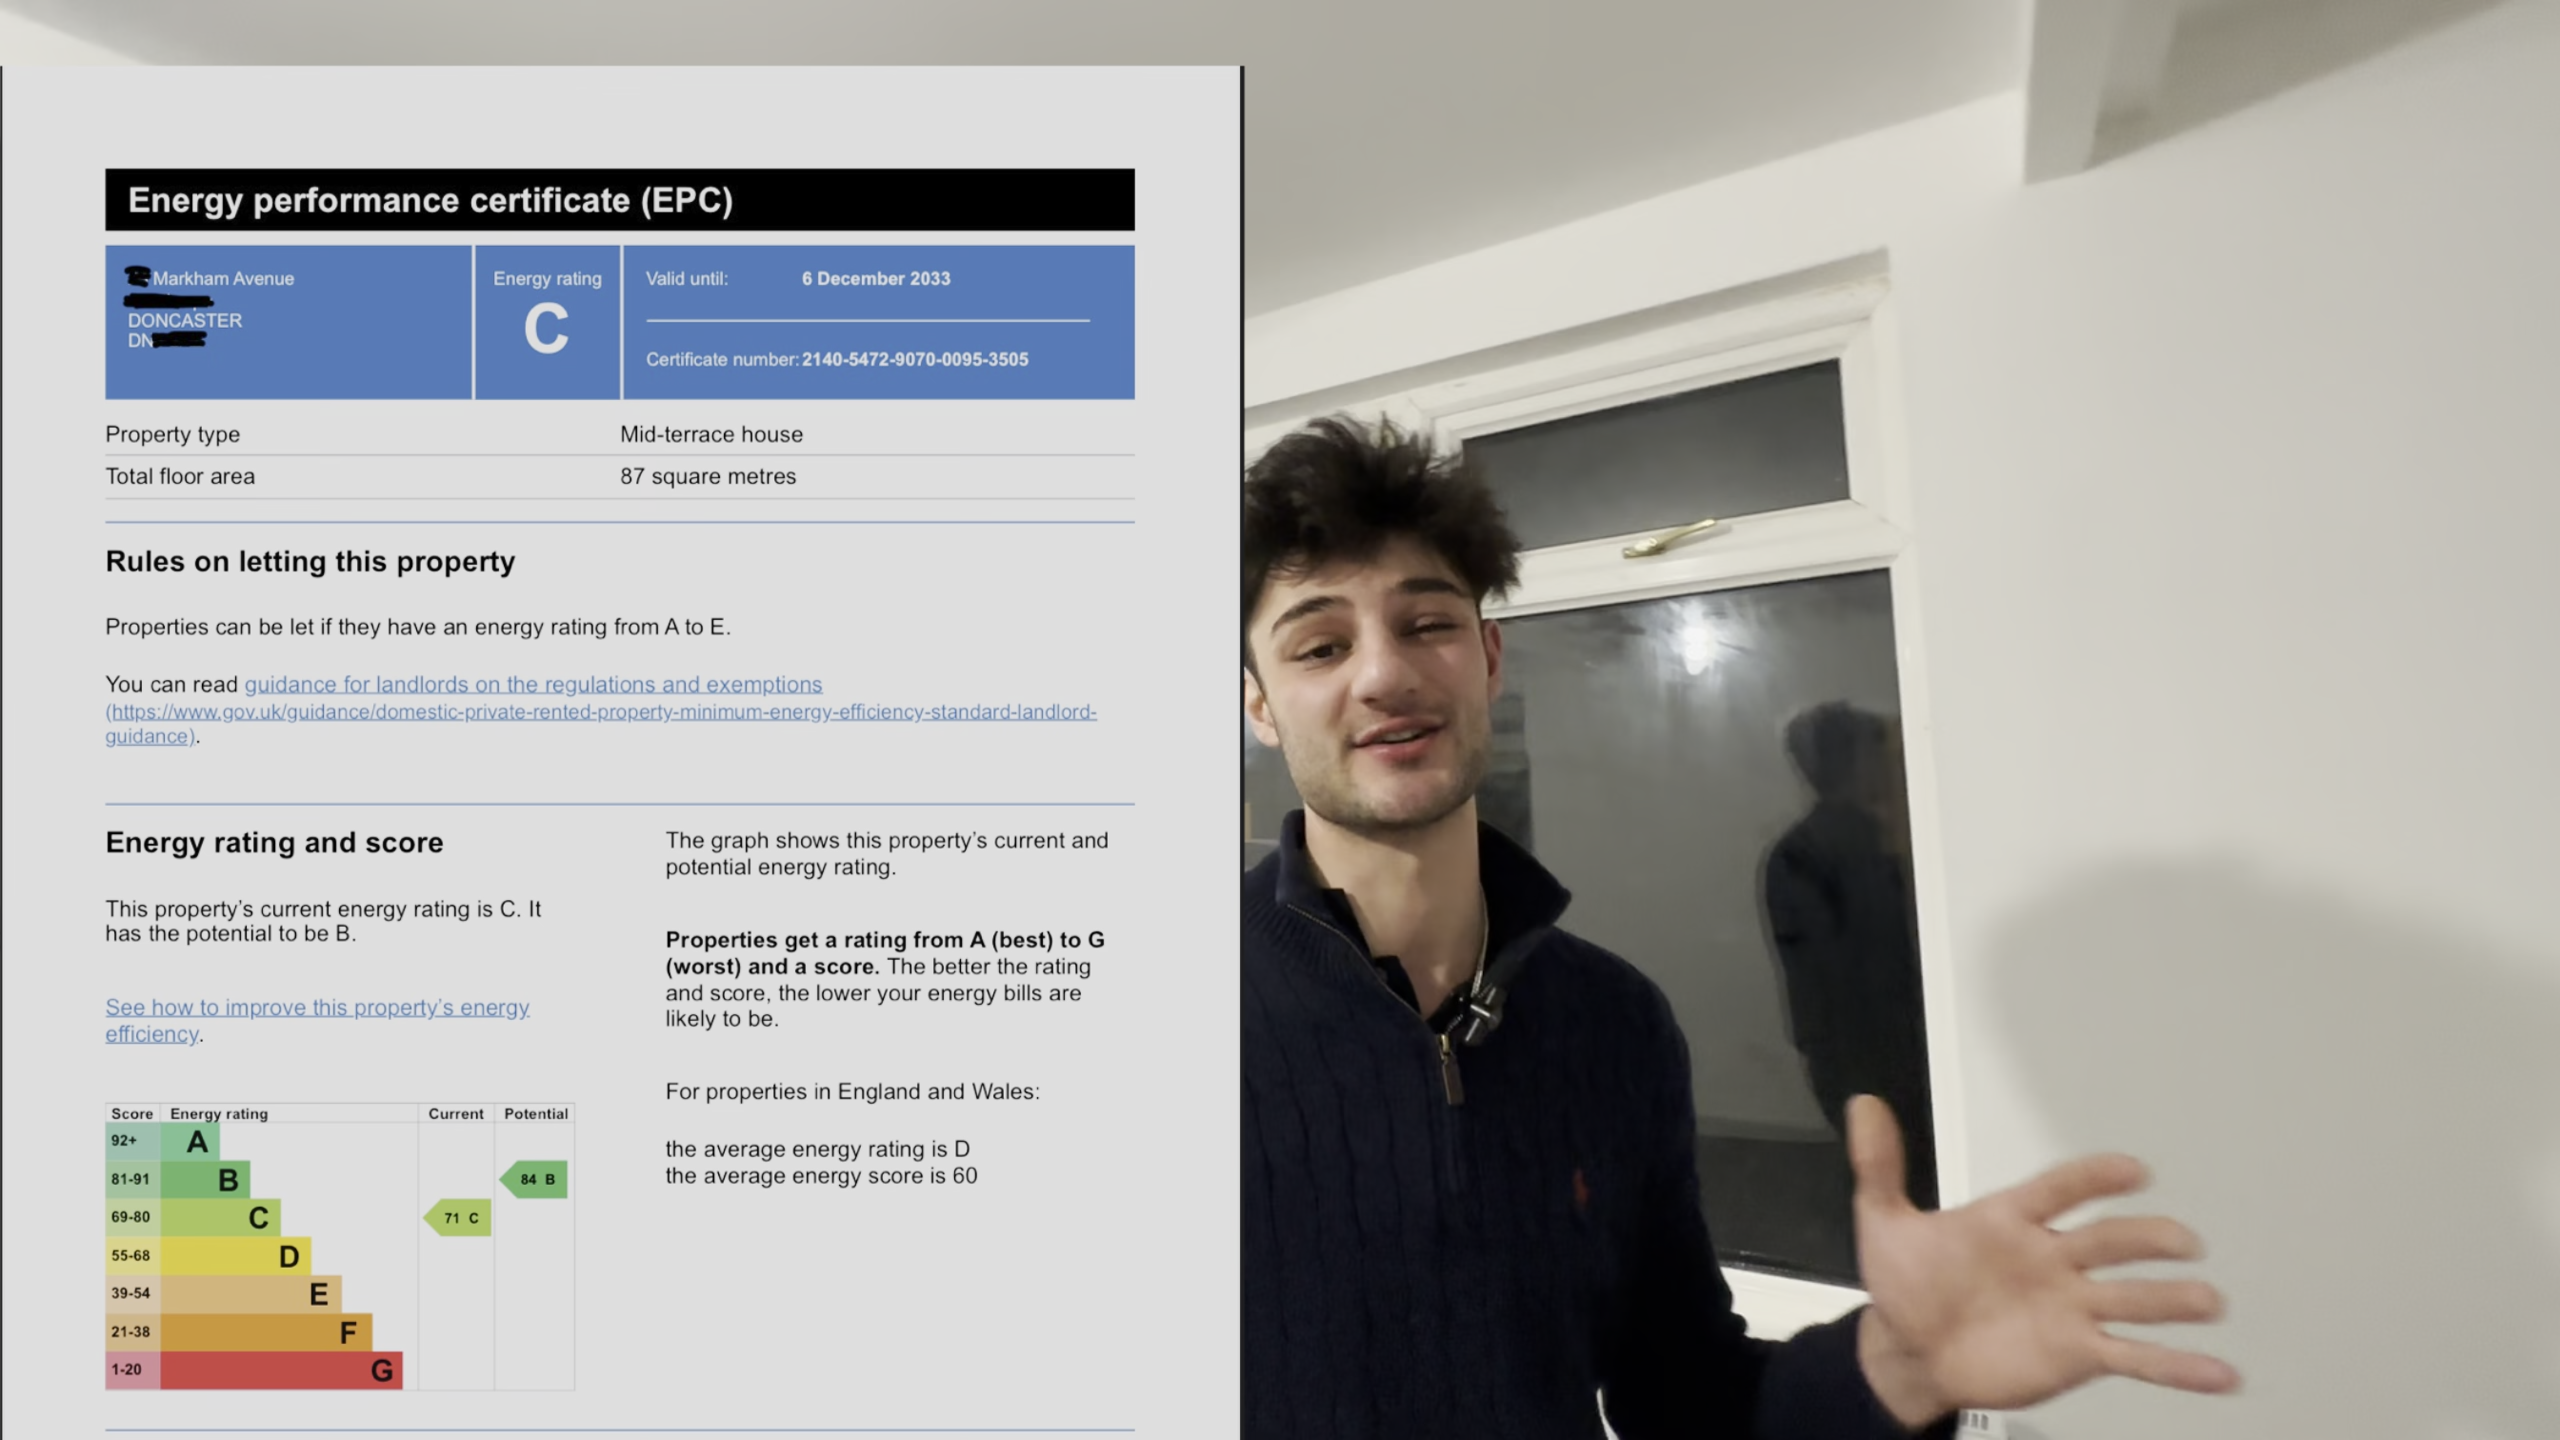 Energy performance certificate (EPC)
Markham Avenue
DONCASTER
DN
Energy rating
C
Valid until: 6 December 2033
Certificate number: 2140-5472-9070-0095-3505
Property type Mid-terrace house
Total floor area 87 square metres
Rules on letting this property
Properties can be let if they have an energy rating from A to E.
You can read guidance for landlords on the regulations and exemptions
(https://www.gov.uk/guidance/domestic-private-rented-property-minimum-energy-efficiency-standard-landlord-
guidance).
Energy rating and score
This property's current energy rating is C. It
has the potential to be B.
See how to improve this property's energy
efficiency.
Score Energy rating Current Potential
92+ A
81-91 B 84 B
69-80 C 71 C
55-68 D
39-54 E
21-38 F
1-20 G
The graph shows this property's current and
potential energy rating.
Properties get a rating from A (best) to G
(worst) and a score. The better the rating
and score, the lower your energy bills are
likely to be.
For properties in England and Wales:
the average energy rating is D
the average energy score is 60